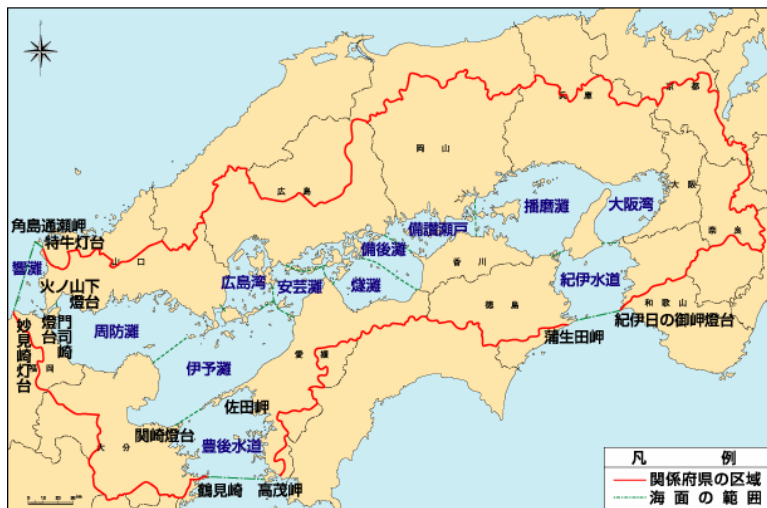 京都
兵庫
岡山
大阪
広島
播磨灘
大阪湾
備讃瀬戸
奈良
角島通瀬岬
特牛灯台
備後灘
山口
香川
響灘
広島湾
安芸灘
燧灘
紀伊水道
火ノ山下
燈台
徳島
和歌山
妙見崎灯台
門司崎
燈台
周防灘
紀伊日の御岬燈台
蒲生田岬
福岡
伊予灘
愛媛
佐田岬
関崎燈台
大分
豊後水道
鶴見崎
高茂岬
凡例
関係府県の区域
海面の範囲